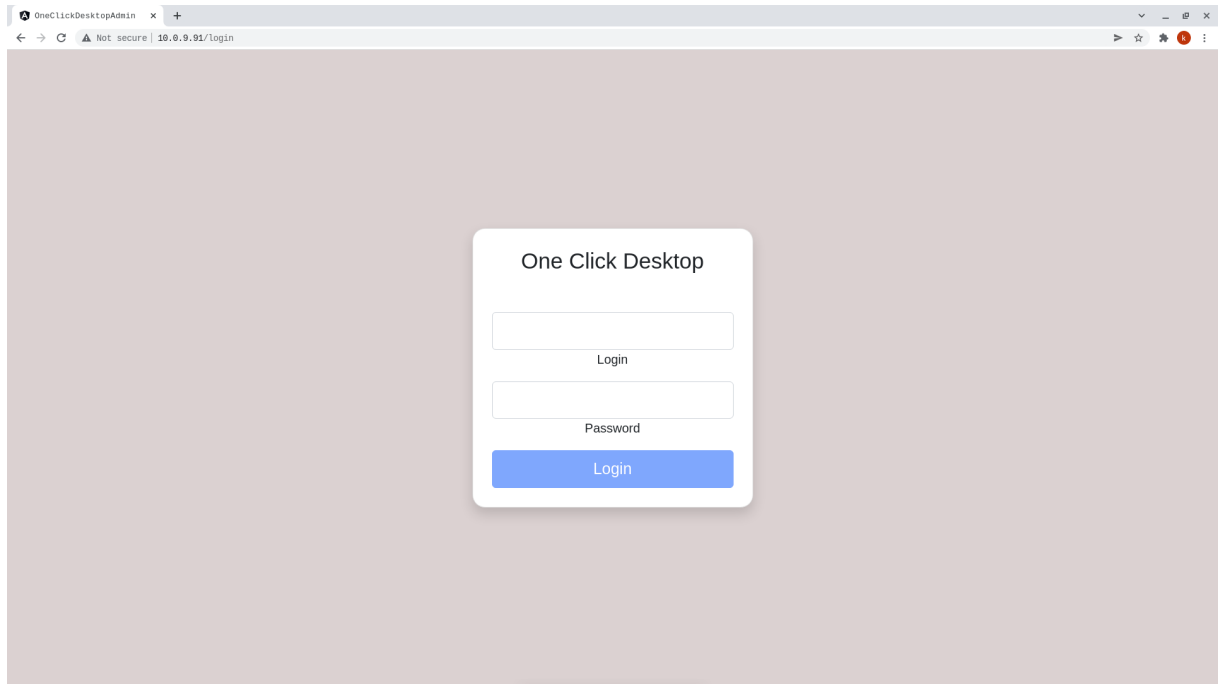 OneClickDesktopAdmin
Not secure 10.0.9.91/login
k
One Click Desktop
Login
Password
Login